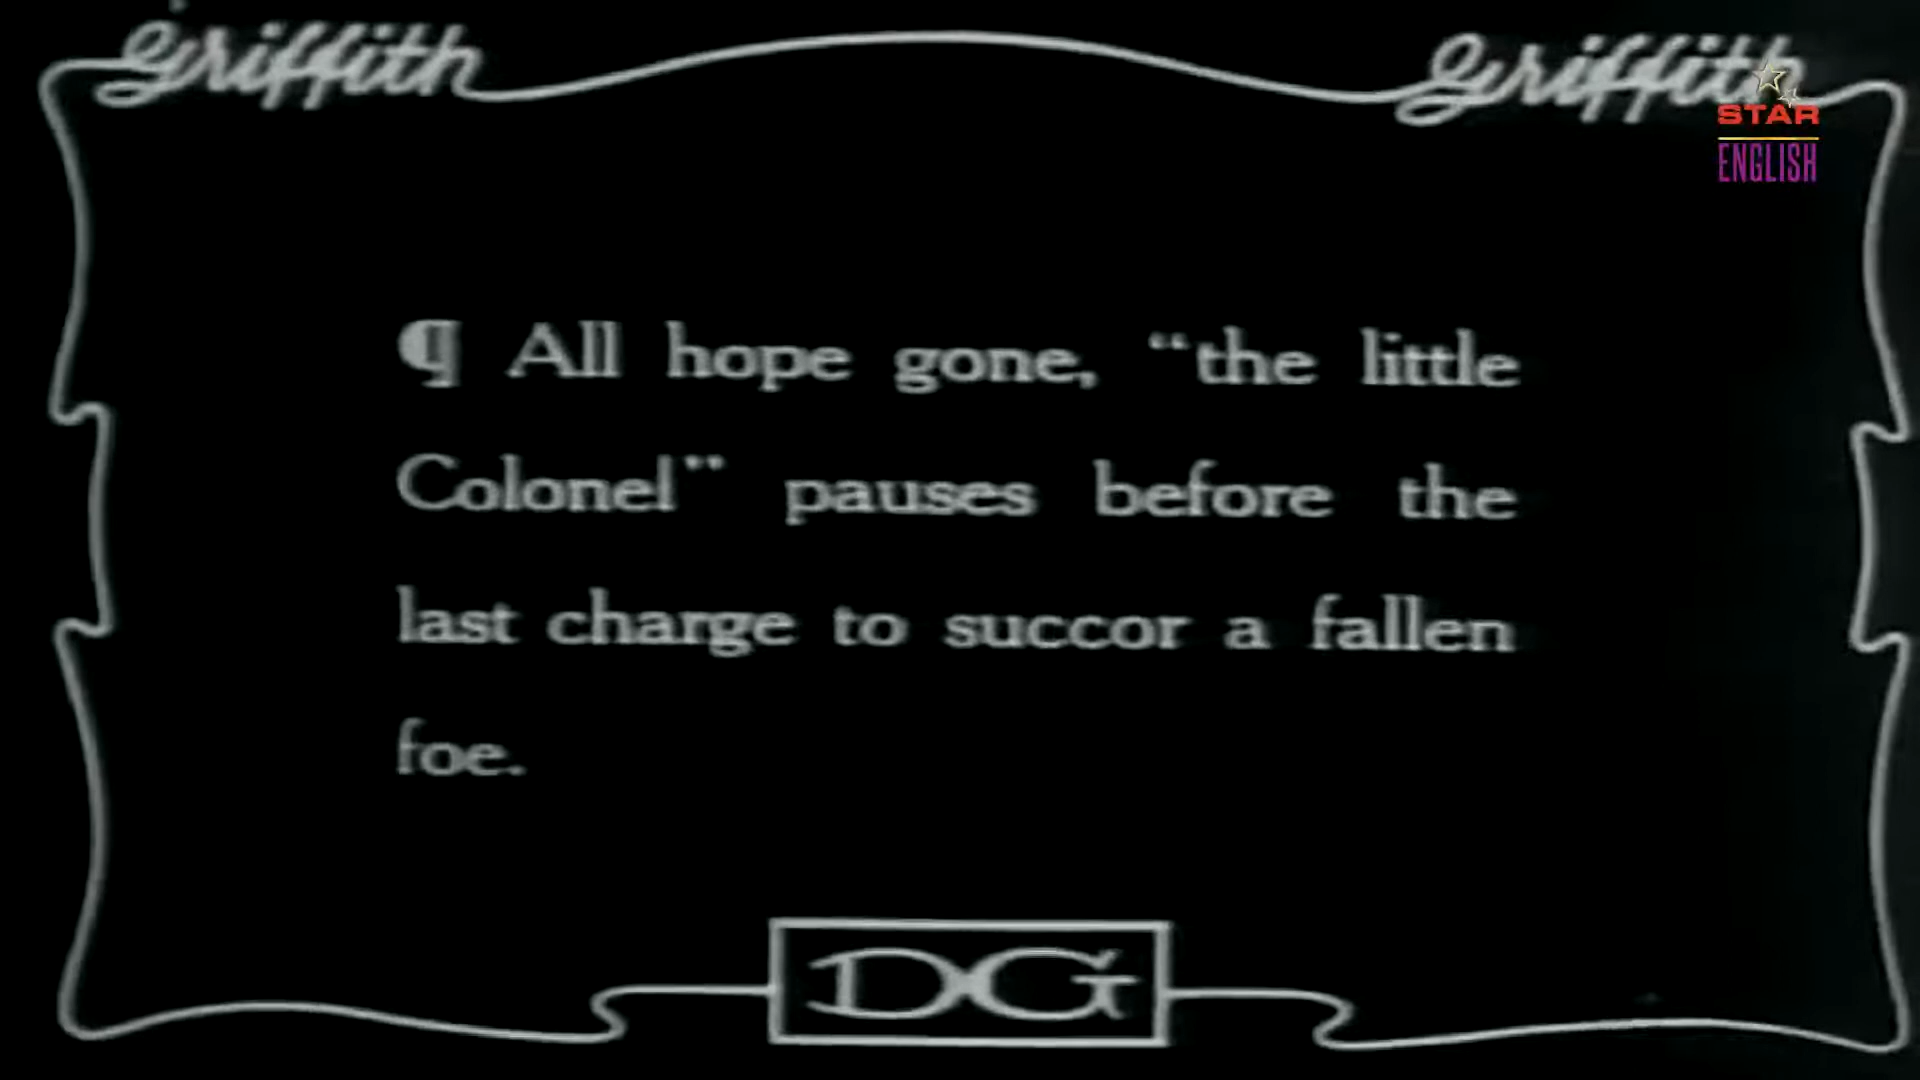 Griffith Griffith
STAR
ENGLISH
¶ All hope gone, "the little
Colonel" pauses before the
last charge to succor a fallen
foe.
DG